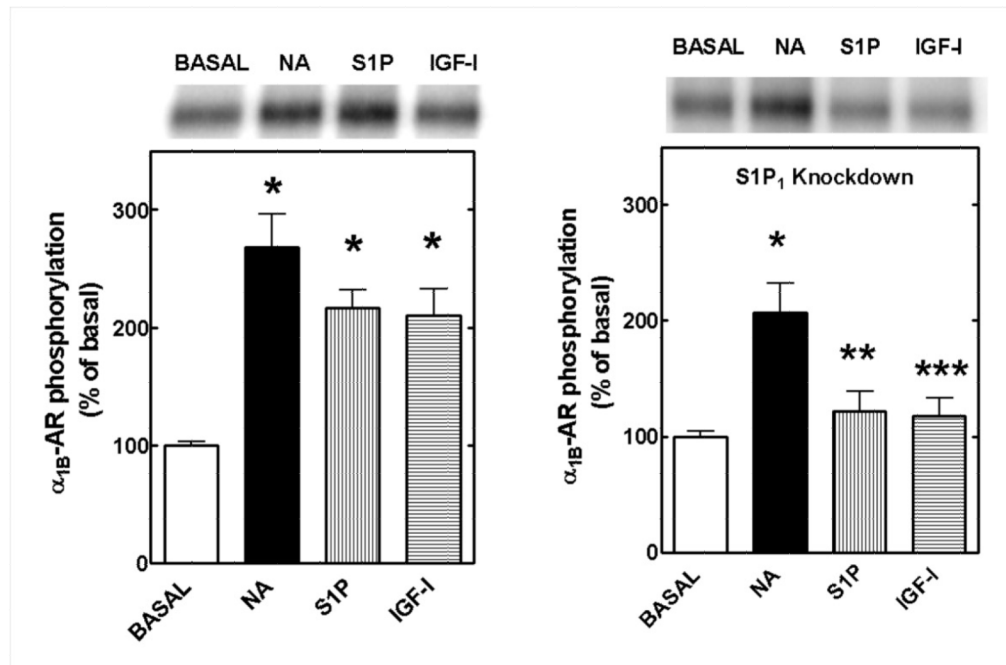 BASAL NA S1P IGF-I
α1B-AR phosphorylation
(% of basal)
300
200
100
0
*
*
*
BASAL
NA
S1P
IGF-I
BASAL NA S1P IGF-I
S1P₁ Knockdown
α1B-AR phosphorylation
(% of basal)
300
200
100
0
*
**
***
BASAL
NA
S1P
IGF-I